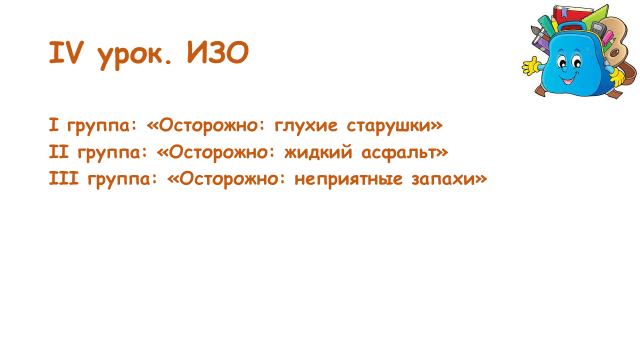 IV урок. ИЗО
I группа: «Осторожно: глухие старушки»
II группа: «Осторожно: жидкий асфальт»
III группа: «Осторожно: неприятные запахи»